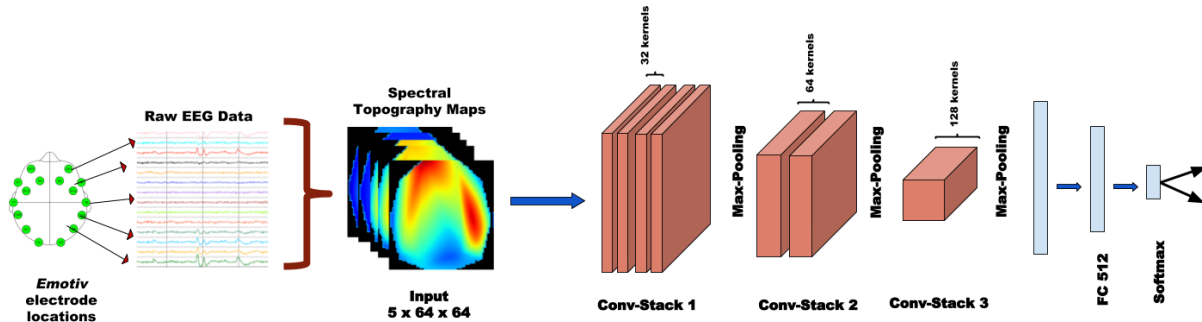 Raw EEG Data
Emotiv
electrode
locations
Spectral
Topography Maps
Input
5 x 64 x 64
32 kernels
Conv-Stack 1
Max-Pooling
64 kernels
Conv-Stack 2
Max-Pooling
128 kernels
Conv-Stack 3
Max-Pooling
FC 512
Softmax